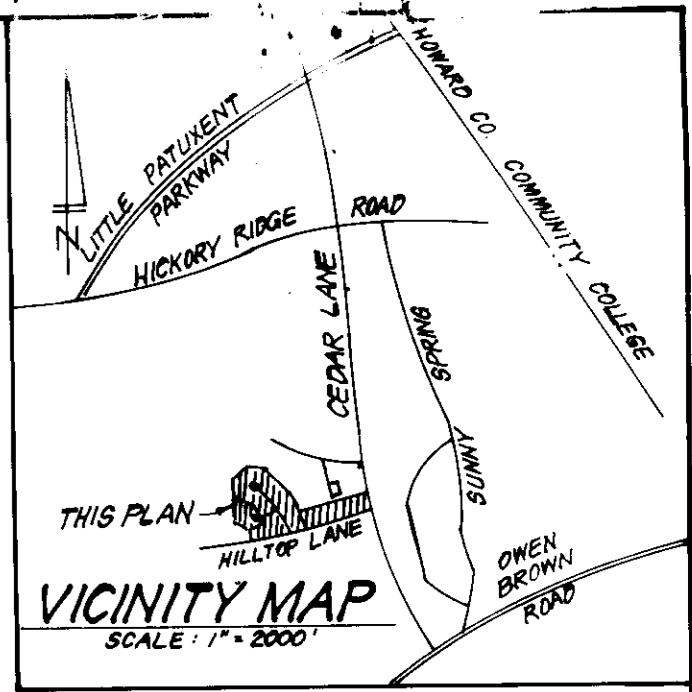 HOWARD CO. COMMUNITY COLLEGE
LITTLE PATUXENT
PARKWAY
N
HICKORY RIDGE ROAD
CEDAR LANE
SPRING
SUNNY
THIS PLAN
HILLTOP LANE
OWEN
BROWN
ROAD
VICINITY MAP
SCALE : 1" = 2000'